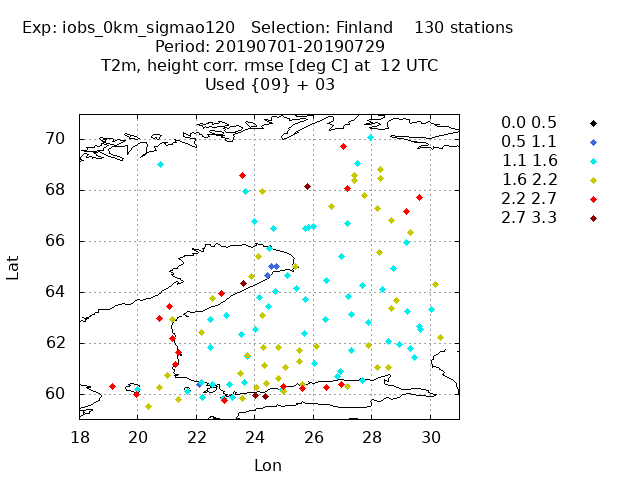 Exp: iobs_0km_sigmao120 Selection: Finland 130 stations
Period: 20190701-20190729
T2m, height corr. rmse [deg C] at 12 UTC
Used {09} + 03
0.0 0.5
0.5 1.1
1.1 1.6
1.6 2.2
2.2 2.7
2.7 3.3
70
68
66
64
62
60
Lat
18 20 22 24 26 28 30
Lon